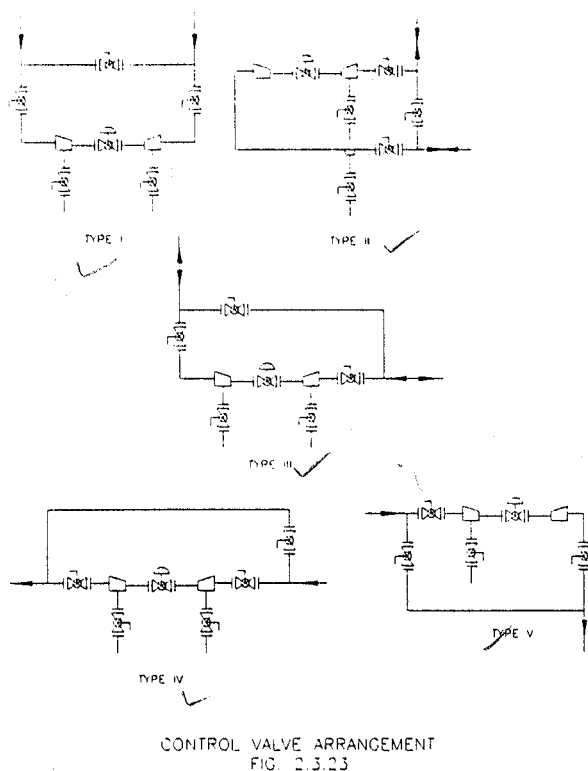 TYPE I
TYPE II
TYPE III
TYPE IV
TYPE V
CONTROL VALVE ARRANGEMENT
FIG. 2.3.23